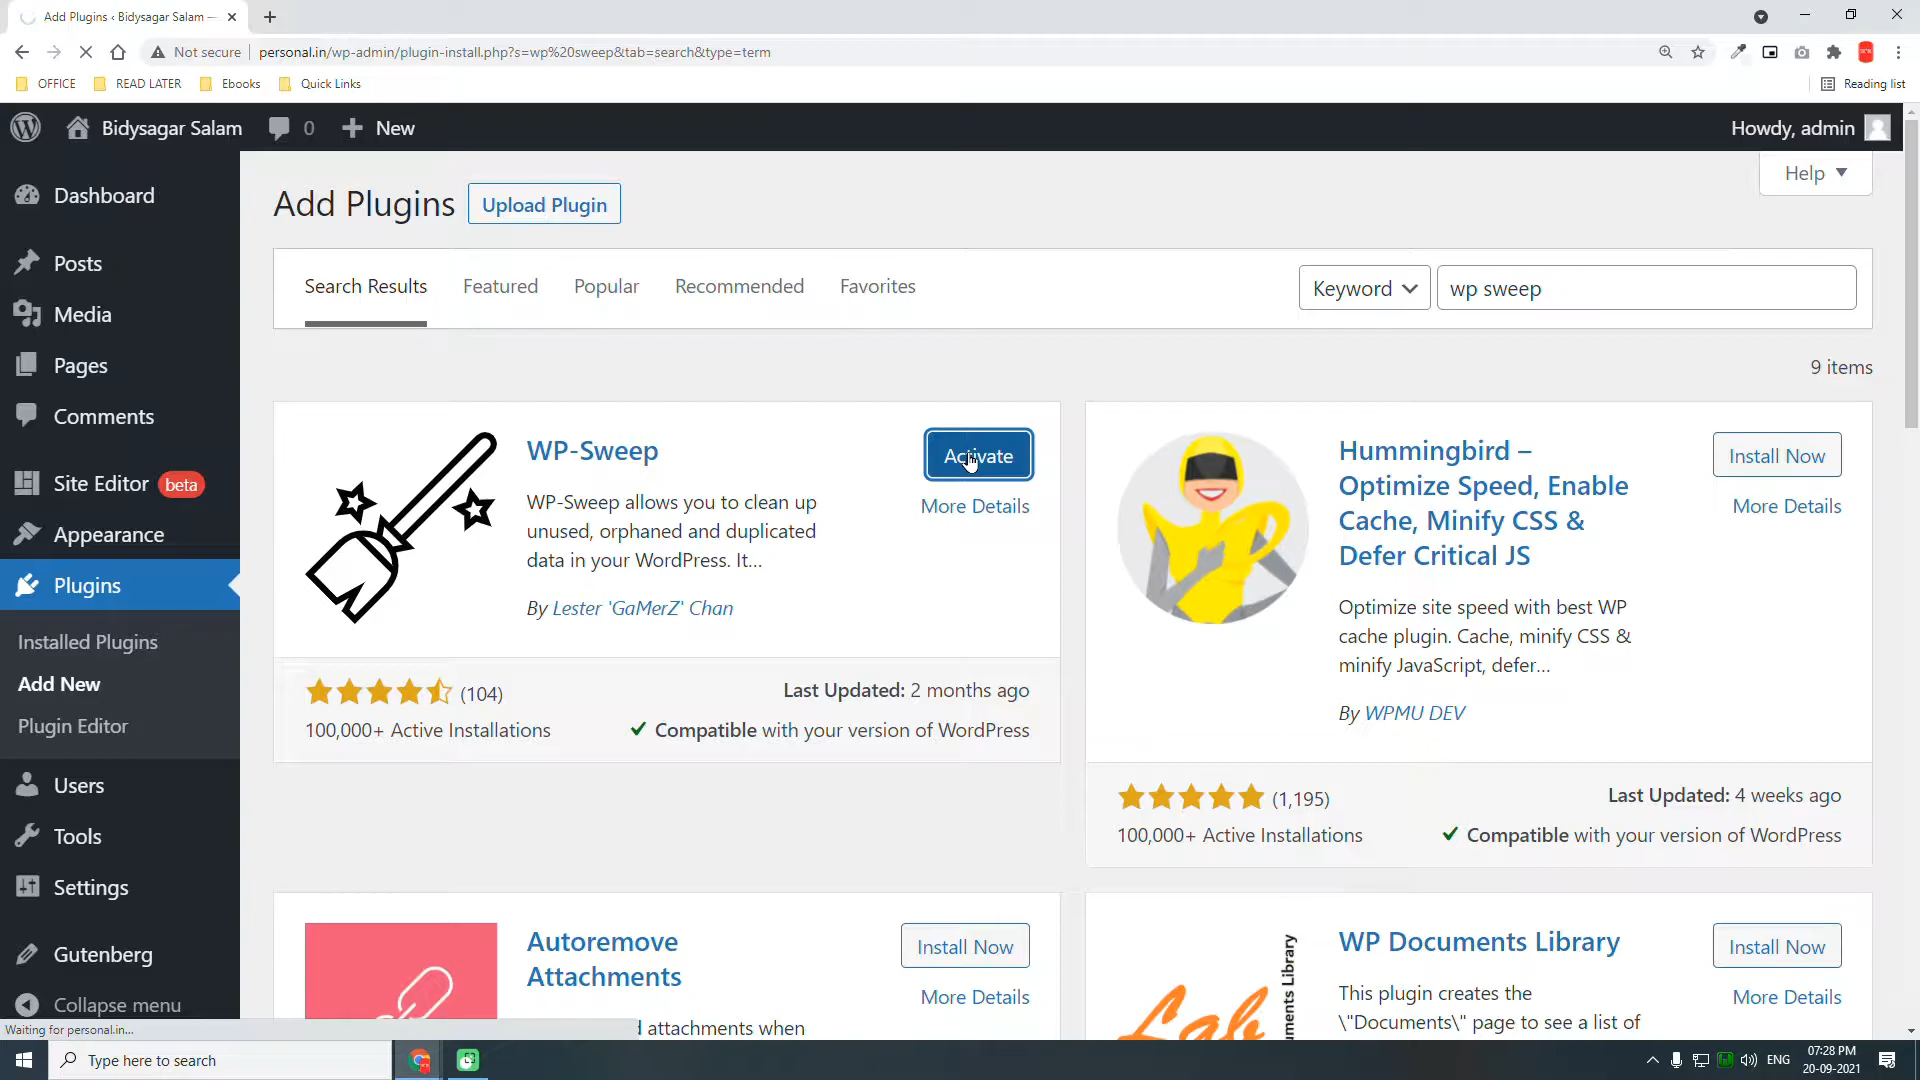 Add Plugins ‹ Bidysagar Salam —
Not secure
personal.in/wp-admin/plugin-install.php?s=wp%20sweep&tab=search&type=term
OFFICE
READ LATER
Ebooks
Quick Links
Reading list
Bidysagar Salam
0
New
Howdy, admin
Dashboard
Posts
Media
Pages
Comments
Site Editor beta
Appearance
Plugins
Installed Plugins
Add New
Plugin Editor
Users
Tools
Settings
Gutenberg
Collapse menu
Help
Add Plugins
Upload Plugin
Search Results
Featured
Popular
Recommended
Favorites
Keyword
wp sweep
9 items
WP-Sweep
Activate
More Details
WP-Sweep allows you to clean up
unused, orphaned and duplicated
data in your WordPress. It...
By Lester 'GaMerZ' Chan
(104)
Last Updated: 2 months ago
100,000+ Active Installations
Compatible with your version of WordPress
Hummingbird –
Optimize Speed, Enable
Cache, Minify CSS &
Defer Critical JS
Install Now
More Details
Optimize site speed with best WP
cache plugin. Cache, minify CSS &
minify JavaScript, defer...
By WPMU DEV
(1,195)
Last Updated: 4 weeks ago
100,000+ Active Installations
Compatible with your version of WordPress
Autoremove
Attachments
Install Now
More Details
attachments when
Lab
uments Library
WP Documents Library
Install Now
More Details
This plugin creates the
\"Documents\" page to see a list of
Waiting for personal.in...
Type here to search
ENG
07:28 PM
20-09-2021